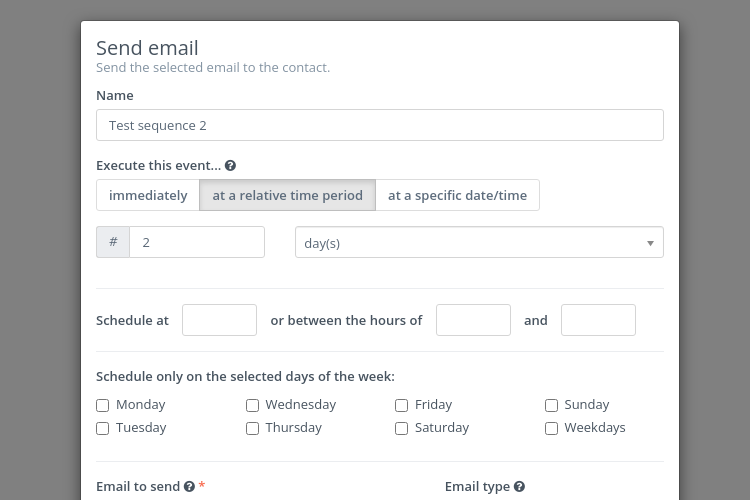 Send email
Send the selected email to the contact.
Name
Test sequence 2
Execute this event...
immediately at a relative time period at a specific date/time
# 2 day(s)
Schedule at or between the hours of and
Schedule only on the selected days of the week:
Monday Wednesday Friday Sunday
Tuesday Thursday Saturday Weekdays
Email to send * Email type